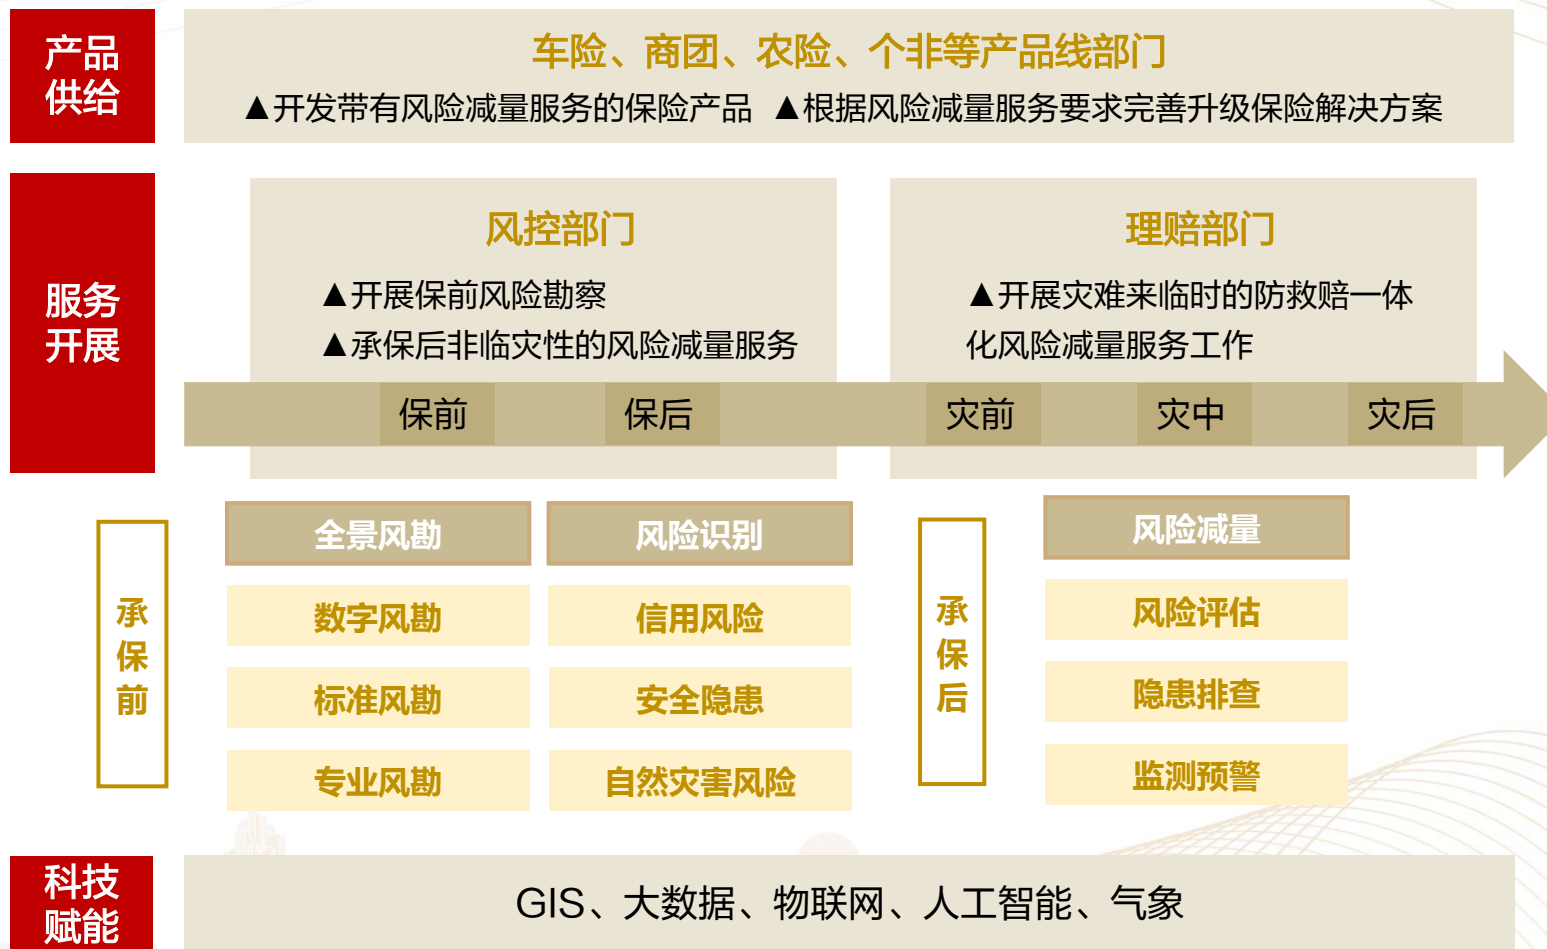 产品
供给
车险、商团、农险、个非等产品线部门
▲开发带有风险减量服务的保险产品 ▲根据风险减量服务要求完善升级保险解决方案
服务
开展
风控部门
▲开展保前风险勘察
▲承保后非临灾性的风险减量服务
理赔部门
▲开展灾难来临时的防救赔一体
化风险减量服务工作
保前
保后
灾前
灾中
灾后
承
保
前
全景风勘
数字风勘
标准风勘
专业风勘
风险识别
信用风险
安全隐患
自然灾害风险
承
保
后
风险减量
风险评估
隐患排查
监测预警
科技
赋能
GIS、大数据、物联网、人工智能、气象